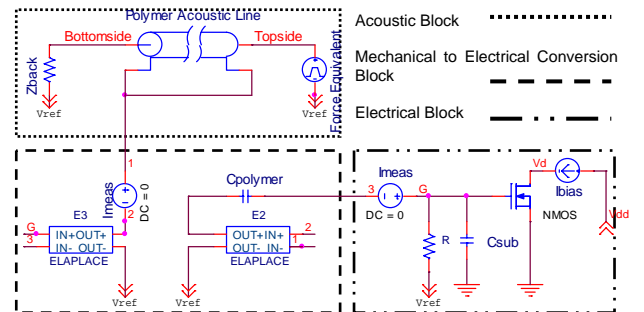 Polymer Acoustic Line
Bottomside
Topside
Zback
Vref
Force Equivalent
Vref
Acoustic Block
Mechanical to Electrical Conversion
Block
Electrical Block
1
Imeas
2
DC = 0
E3
G
3
IN+OUT+
IN- OUT-
ELAPLACE
Vref
Cpolymer
E2
OUT+IN+
OUT- IN-
2
1
ELAPLACE
Vref
Imeas
3
G
DC = 0
R
Csub
Vref
Vd
Ibias
NMOS
Vdd